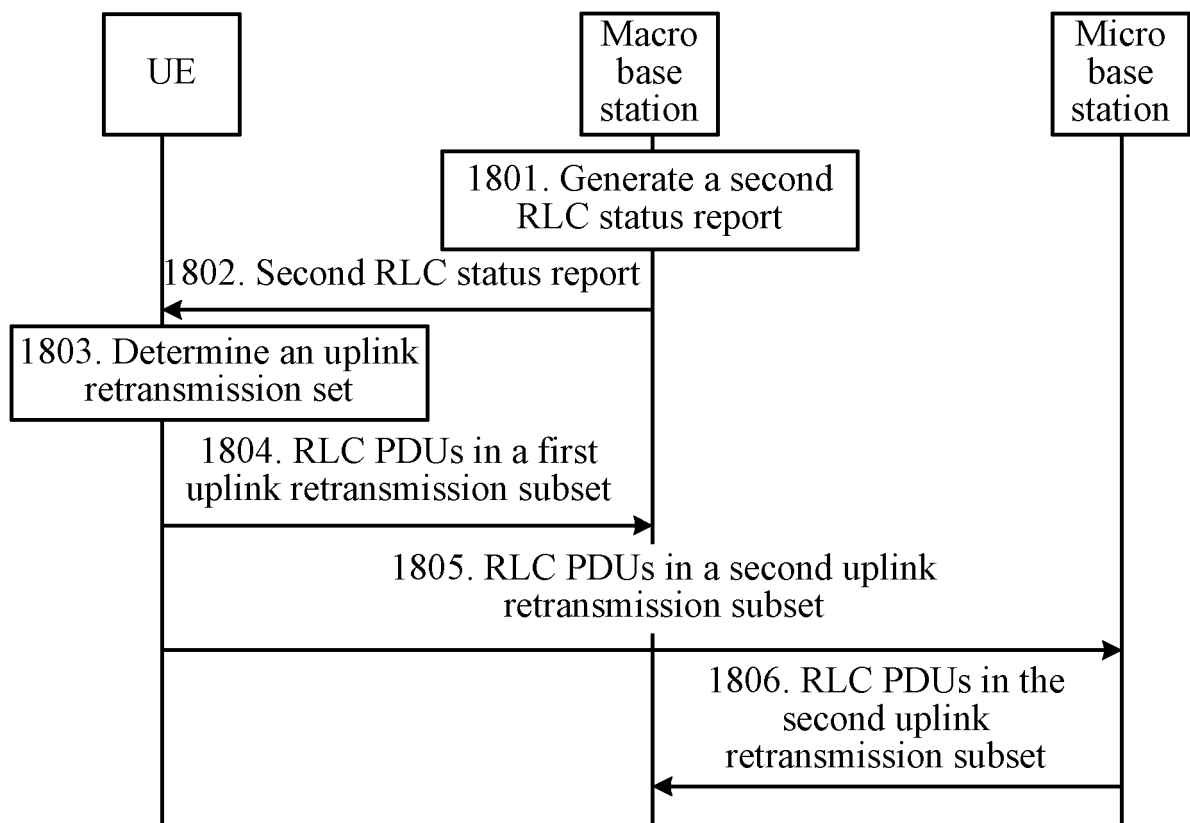 UE
Macro
base
station
Micro
base
station
1801. Generate a second
RLC status report
1802. Second RLC status report
1803. Determine an uplink
retransmission set
1804. RLC PDUs in a first
uplink retransmission subset
1805. RLC PDUs in a second uplink
retransmission subset
1806. RLC PDUs in the
second uplink
retransmission subset